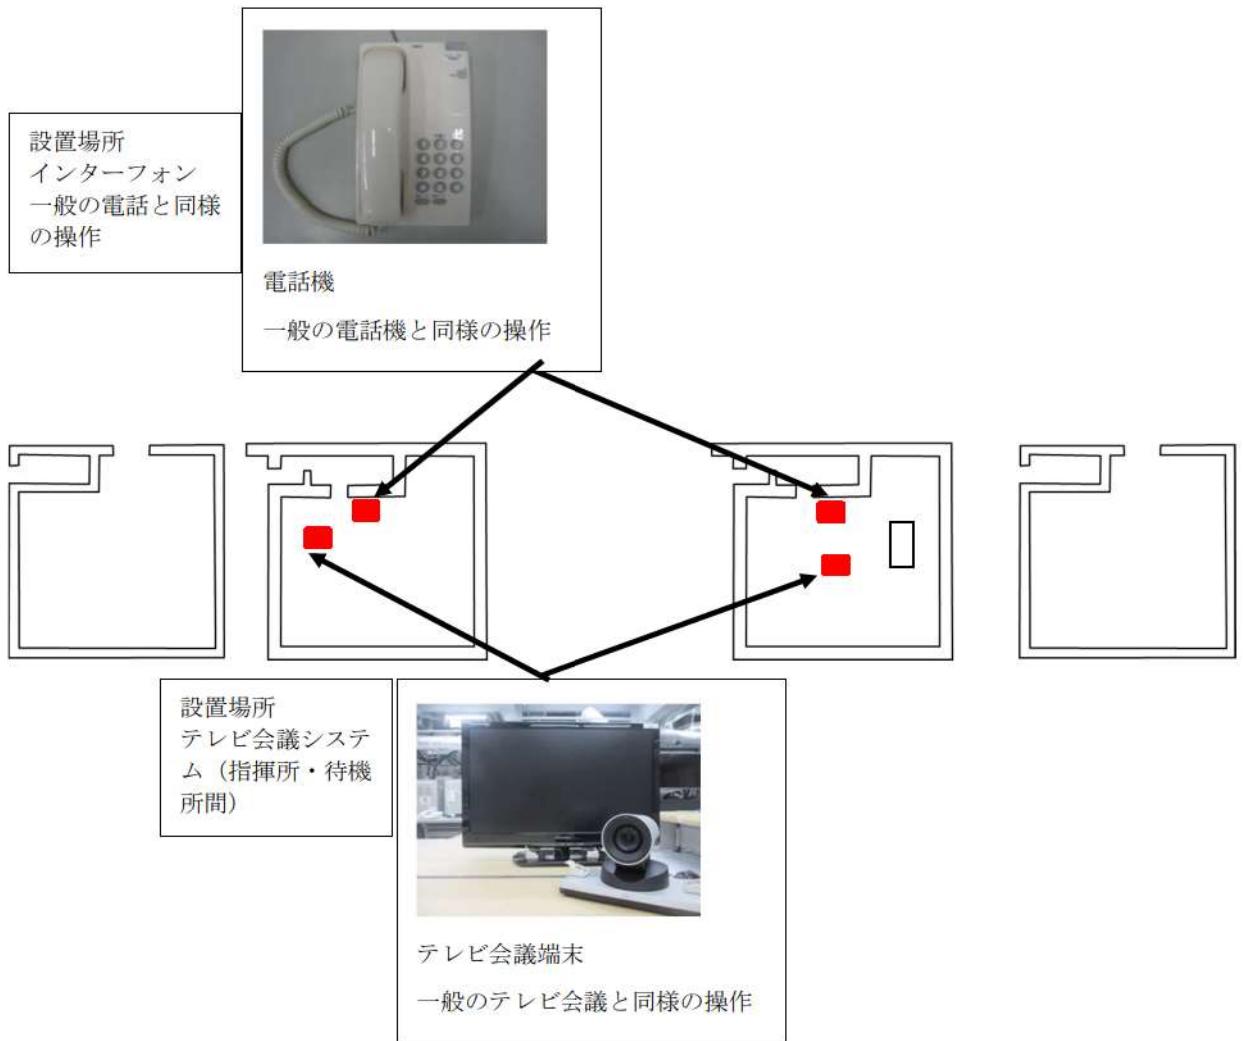 設置場所
インターフォン
一般の電話と同様
の操作
電話機
一般の電話機と同様の操作
設置場所
テレビ会議システ
ム（指揮所・待機
所間）
テレビ会議端末
一般のテレビ会議と同様の操作